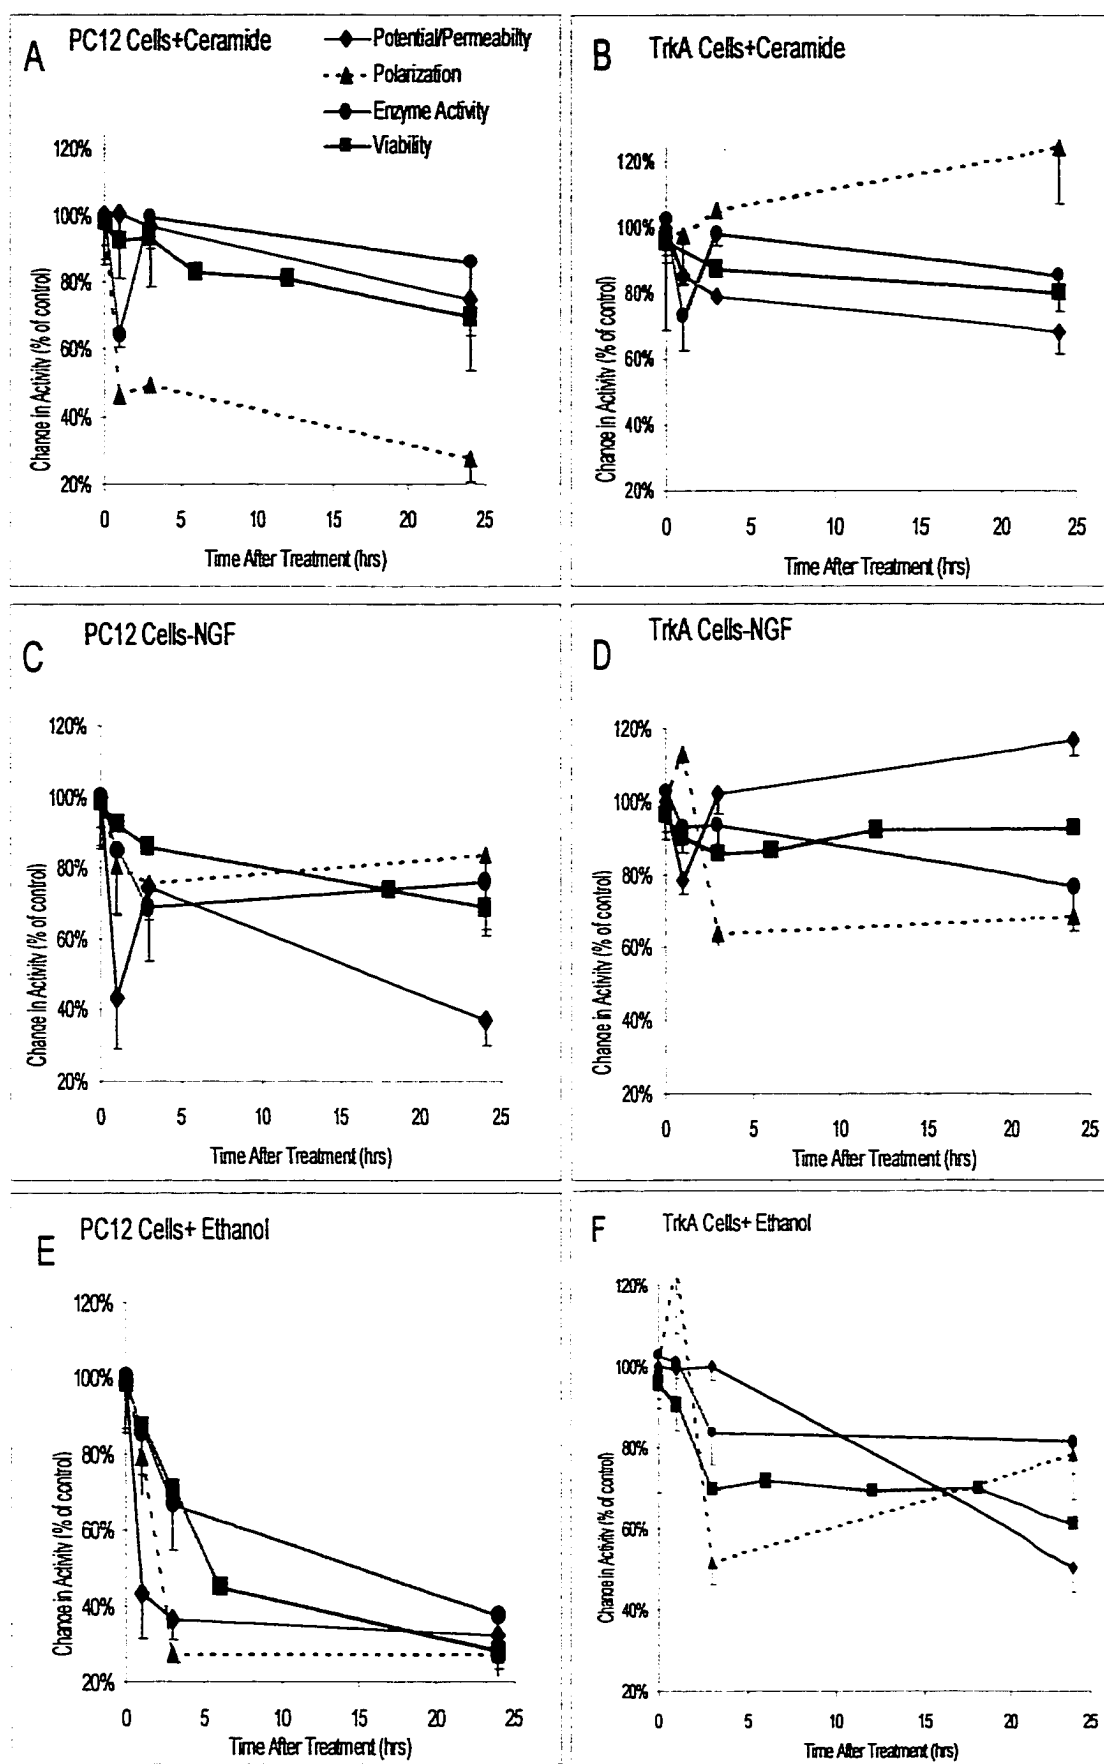 A
PC12 Cells+Ceramide
Potential/Permeabilty
Polarization
Enzyme Activity
Viability
120%
100%
80%
60%
40%
20%
Change in Activity (% of control)
0 5 10 15 20 25
Time After Treatment (hrs)
B
TrkA Cells+Ceramide
120%
100%
80%
60%
40%
20%
Change in Activity (% of control)
0 5 10 15 20 25
Time After Treatment (hrs)
C
PC12 Cells-NGF
120%
100%
80%
60%
40%
20%
Change in Activity (% of control)
0 5 10 15 20 25
Time After Treatment (hrs)
D
TrkA Cells-NGF
120%
100%
80%
60%
40%
20%
Change in Activity (% of control)
0 5 10 15 20 25
Time After Treatment (hrs)
E
PC12 Cells+ Ethanol
120%
100%
80%
60%
40%
20%
Change in Activity (% of control)
0 5 10 15 20 25
Time After Treatment (hrs)
F
TrkA Cells+ Ethanol
120%
100%
80%
60%
40%
20%
Change in Activity (% of control)
0 5 10 15 20 25
Time After Treatment (hrs)